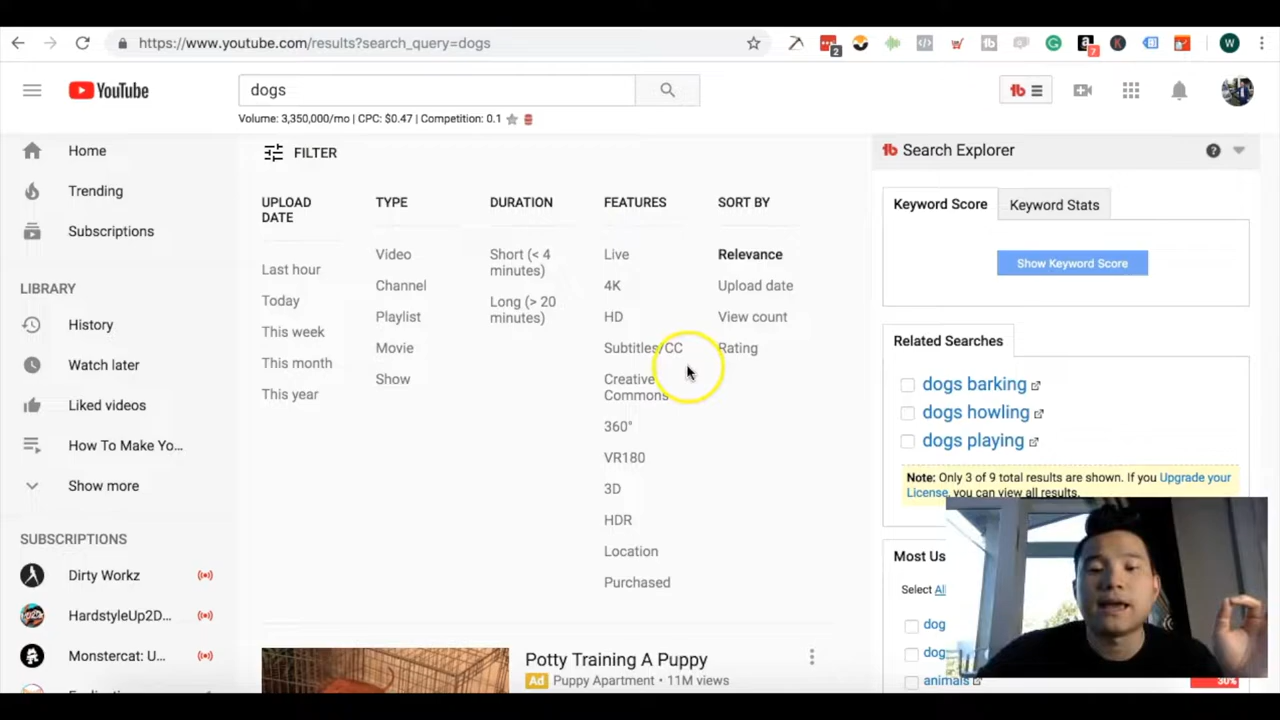 https://www.youtube.com/results?search_query=dogs
2
7
W
YouTube
dogs
Volume: 3,350,000/mo | CPC: $0.47 | Competition: 0.1
Home
Trending
Subscriptions
LIBRARY
History
Watch later
Liked videos
How To Make Yo...
Show more
SUBSCRIPTIONS
Dirty Workz
HardstyleUp2D...
Monstercat: U...
FILTER
UPLOAD
DATE
Last hour
Today
This week
This month
This year
TYPE
Video
Channel
Playlist
Movie
Show
DURATION
Short (< 4
minutes)
Long (> 20
minutes)
FEATURES
Live
4K
HD
Subtitles/CC
Creative
Commons
360°
VR180
3D
HDR
Location
Purchased
SORT BY
Relevance
Upload date
View count
Rating
Potty Training A Puppy
Ad Puppy Apartment • 11M views
tb Search Explorer
Keyword Score
Keyword Stats
Show Keyword Score
Related Searches
dogs barking
dogs howling
dogs playing
Note: Only 3 of 9 total results are shown. If you Upgrade your
License, you can view all results.
Most Us
Select All
dog
dog
animals
30%